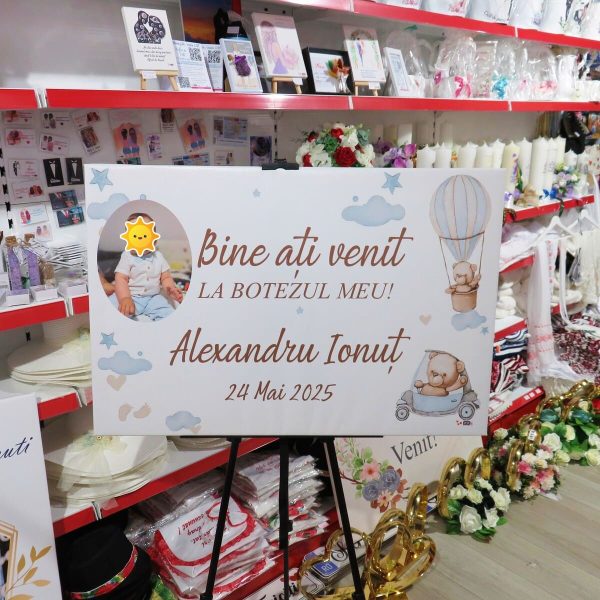 Bine ați venit
LA BOTEZUL MEU!
Alexandru Ionuț
24 Mai 2025
Venit!